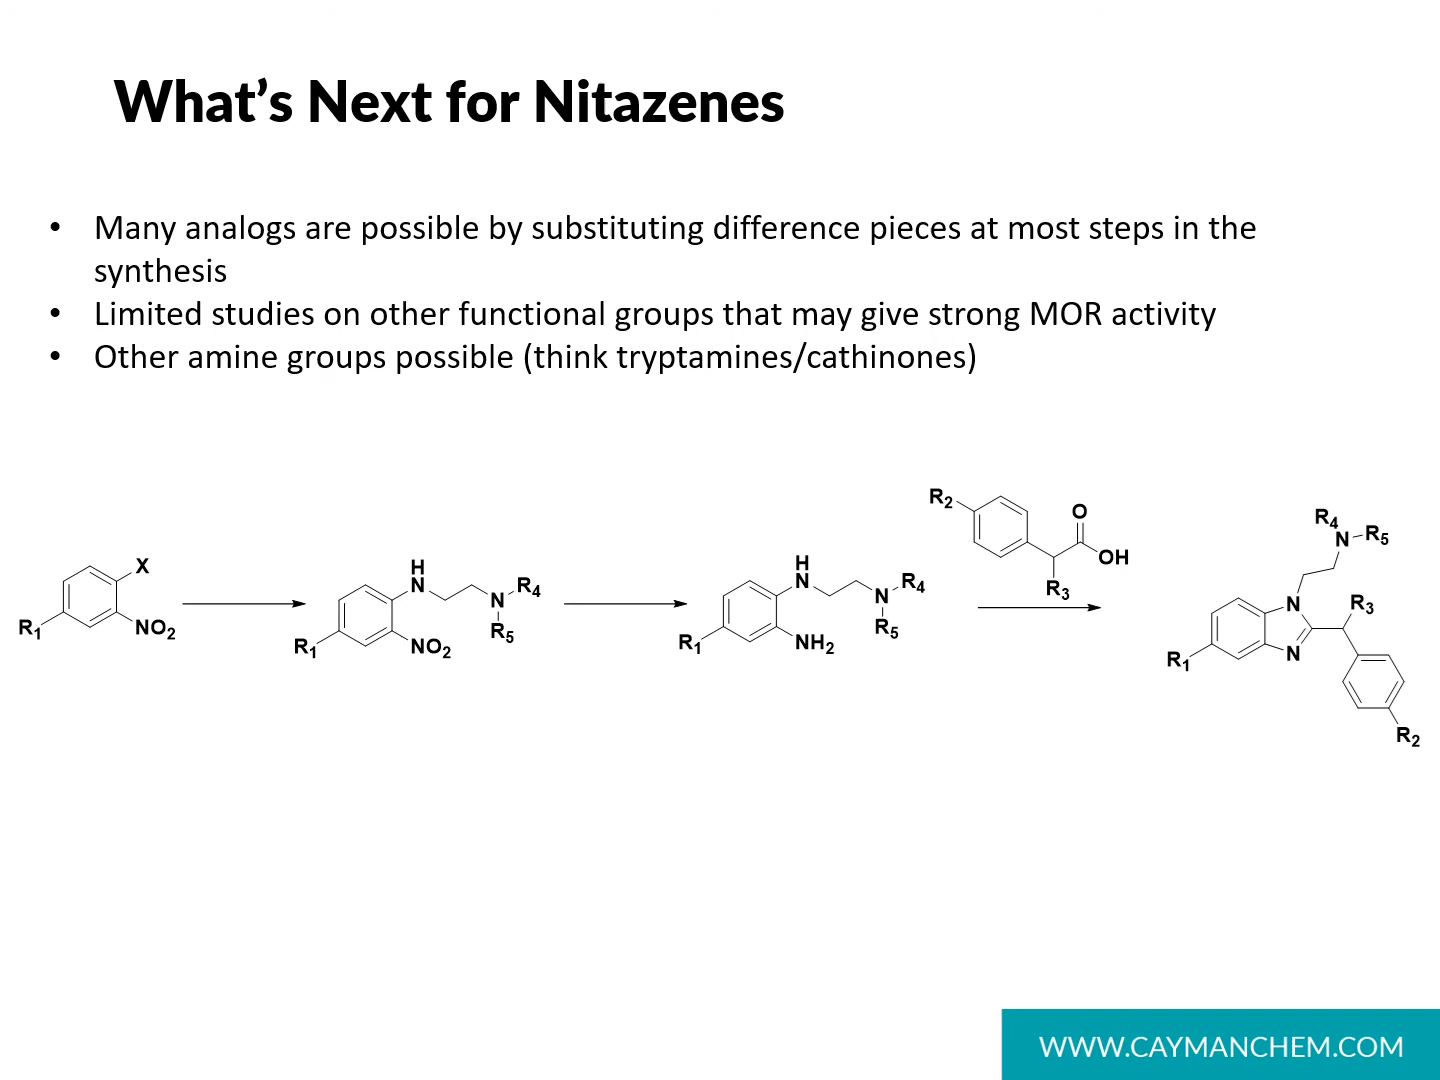 What’s Next for Nitazenes
• Many analogs are possible by substituting difference pieces at most steps in the
synthesis
• Limited studies on other functional groups that may give strong MOR activity
• Other amine groups possible (think tryptamines/cathinones)
X
R1
NO2
H
N
N
R4
R5
R1
NO2
H
N
N
R4
R5
R1
NH2
R2
O
OH
R3
R4
N
R5
N
R3
N
R1
R2
WWW.CAYMANCHEM.COM